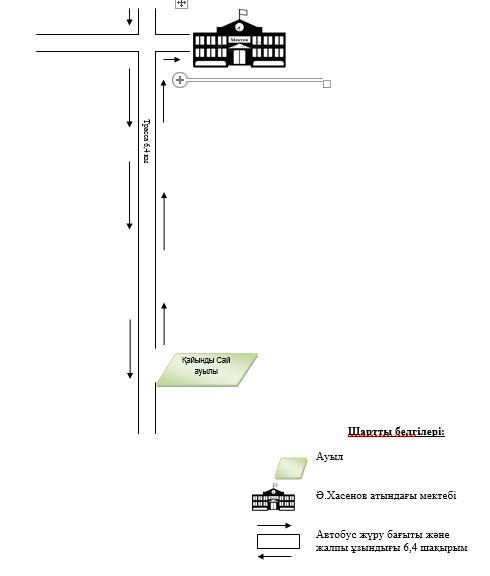 Мектеп
Трасса 6,4 км
Қайыңды Сай
ауылы
Шартты белгілері:
Ауыл
Ә.Хасенов атындағы мектебі
Автобус жүру бағыты және
жалпы ұзындығы 6,4 шақырым